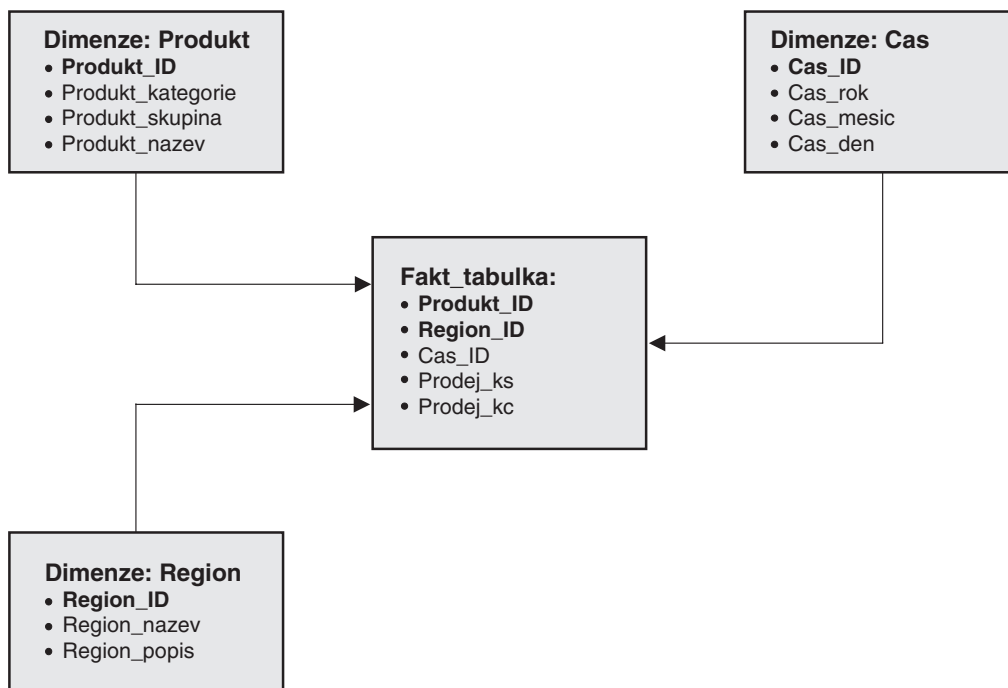 Dimenze: Produkt
• Produkt_ID
• Produkt_kategorie
• Produkt_skupina
• Produkt_nazev
Dimenze: Cas
• Cas_ID
• Cas_rok
• Cas_mesic
• Cas_den
Fakt_tabulka:
• Produkt_ID
• Region_ID
• Cas_ID
• Prodej_ks
• Prodej_kc
Dimenze: Region
• Region_ID
• Region_nazev
• Region_popis